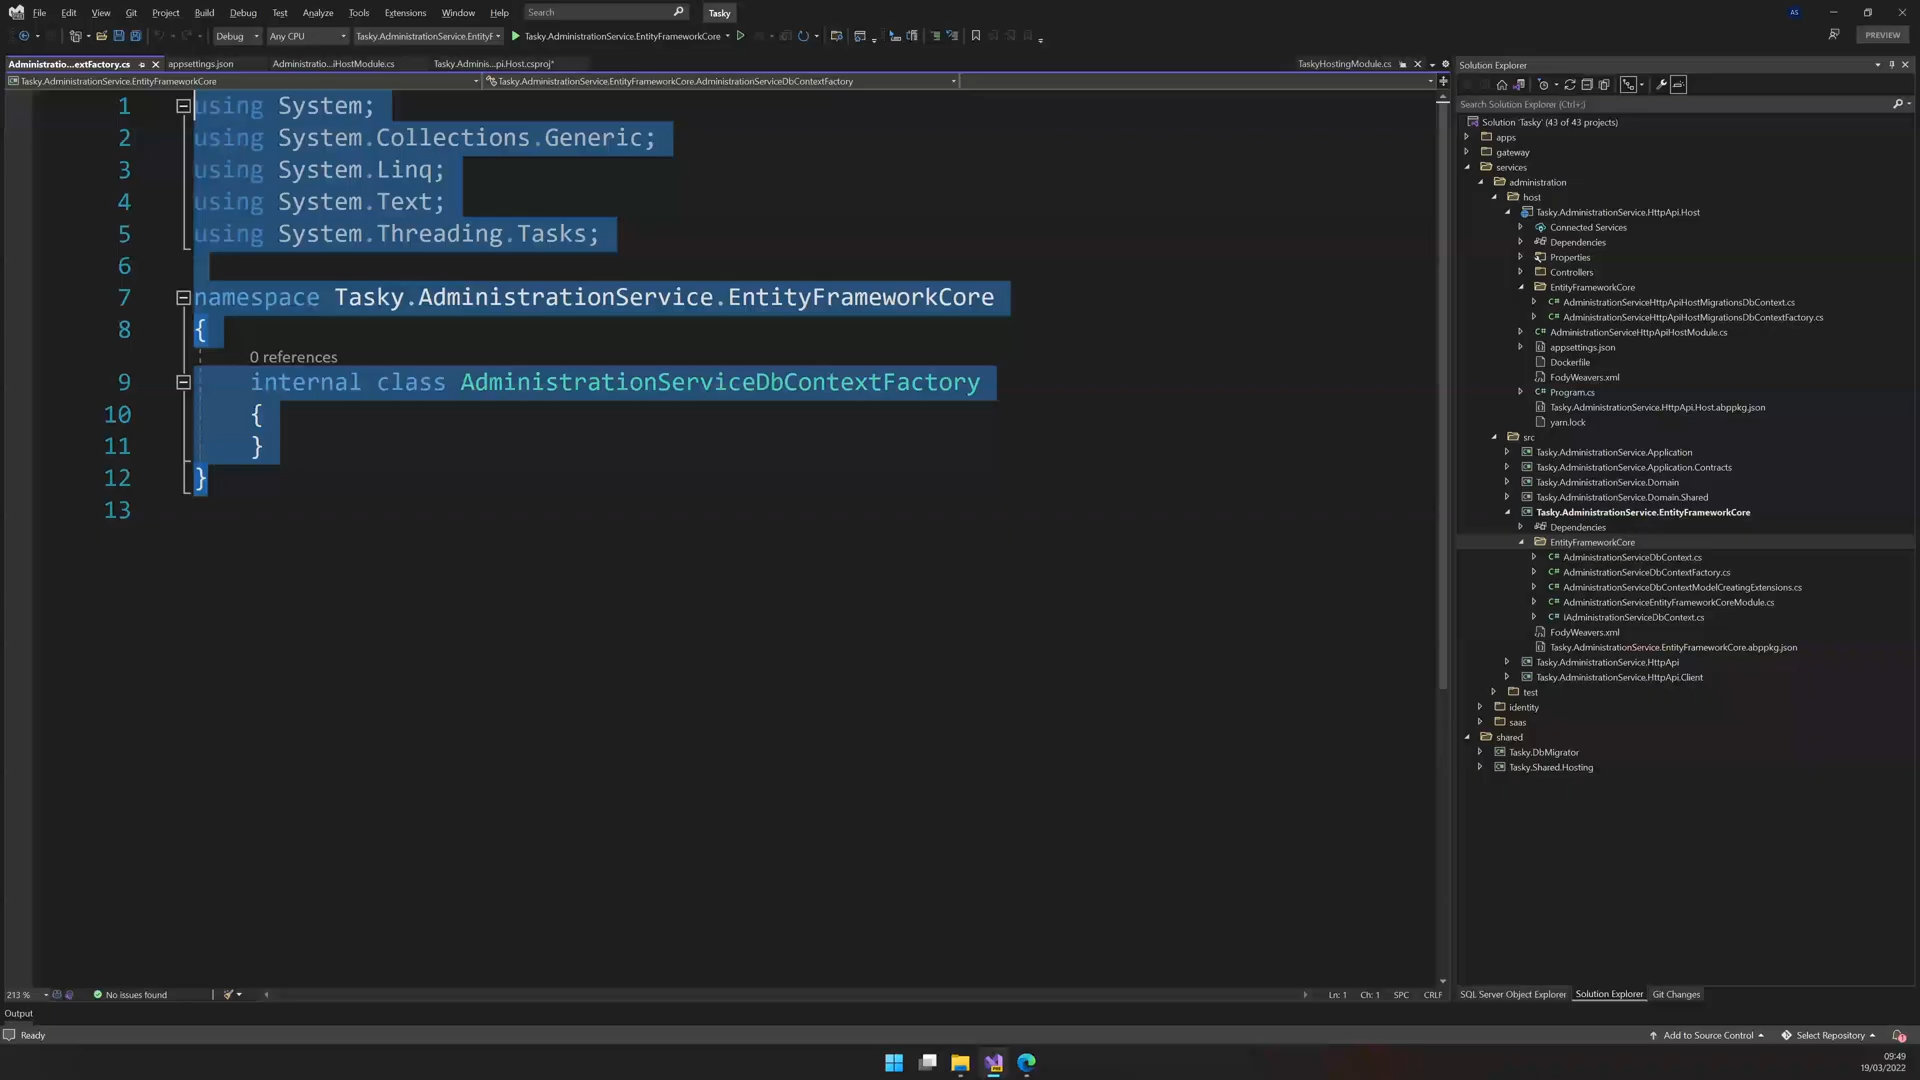 File Edit View Git Project Build Debug Test Analyze Tools Extensions Window Help Search Tasky AS
Debug Any CPU Tasky.AdministrationService.EntityF Tasky.AdministrationService.EntityFrameworkCore PREVIEW
Administratio...extFactory.cs appsettings.json Administratio...iHostModule.cs Tasky.Adminis...pi.Host.csproj* TaskyHostingModule.cs
Tasky.AdministrationService.EntityFrameworkCore Tasky.AdministrationService.EntityFrameworkCore.AdministrationServiceDbContextFactory
1 using System;
2 using System.Collections.Generic;
3 using System.Linq;
4 using System.Text;
5 using System.Threading.Tasks;
6
7 namespace Tasky.AdministrationService.EntityFrameworkCore
8 {
0 references
9 internal class AdministrationServiceDbContextFactory
10 {
11 }
12 }
13
213 % No issues found Ln: 1 Ch: 1 SPC CRLF
Output
Ready
Solution Explorer
Search Solution Explorer (Ctrl+;)
Solution 'Tasky' (43 of 43 projects)
apps
gateway
services
administration
host
Tasky.AdministrationService.HttpApi.Host
Connected Services
Dependencies
Properties
Controllers
EntityFrameworkCore
C# AdministrationServiceHttpApiHostMigrationsDbContext.cs
C# AdministrationServiceHttpApiHostMigrationsDbContextFactory.cs
C# AdministrationServiceHttpApiHostModule.cs
appsettings.json
Dockerfile
FodyWeavers.xml
C# Program.cs
Tasky.AdministrationService.HttpApi.Host.abppkg.json
yarn.lock
src
Tasky.AdministrationService.Application
Tasky.AdministrationService.Application.Contracts
Tasky.AdministrationService.Domain
Tasky.AdministrationService.Domain.Shared
Tasky.AdministrationService.EntityFrameworkCore
Dependencies
EntityFrameworkCore
C# AdministrationServiceDbContext.cs
C# AdministrationServiceDbContextFactory.cs
C# AdministrationServiceDbContextModelCreatingExtensions.cs
C# AdministrationServiceEntityFrameworkCoreModule.cs
C# IAdministrationServiceDbContext.cs
FodyWeavers.xml
Tasky.AdministrationService.EntityFrameworkCore.abppkg.json
Tasky.AdministrationService.HttpApi
Tasky.AdministrationService.HttpApi.Client
test
identity
saas
shared
Tasky.DbMigrator
Tasky.Shared.Hosting
SQL Server Object Explorer Solution Explorer Git Changes
Add to Source Control Select Repository
09:49
19/03/2022